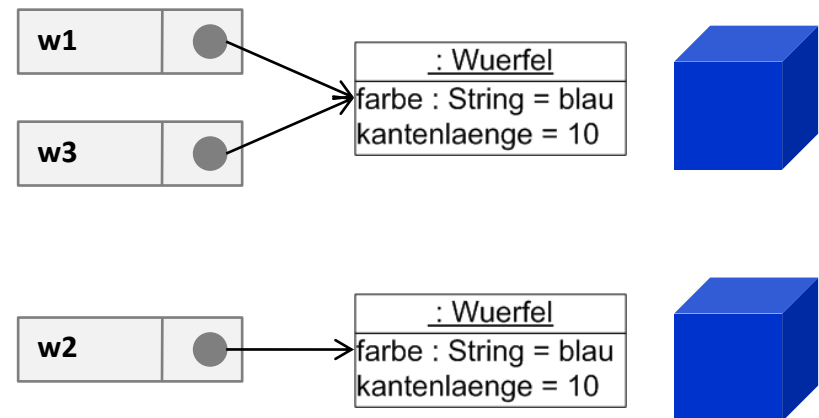 w1
: Wuerfel
farbe : String = blau
kantenlaenge = 10
w3
: Wuerfel
w2
farbe : String = blau
kantenlaenge = 10